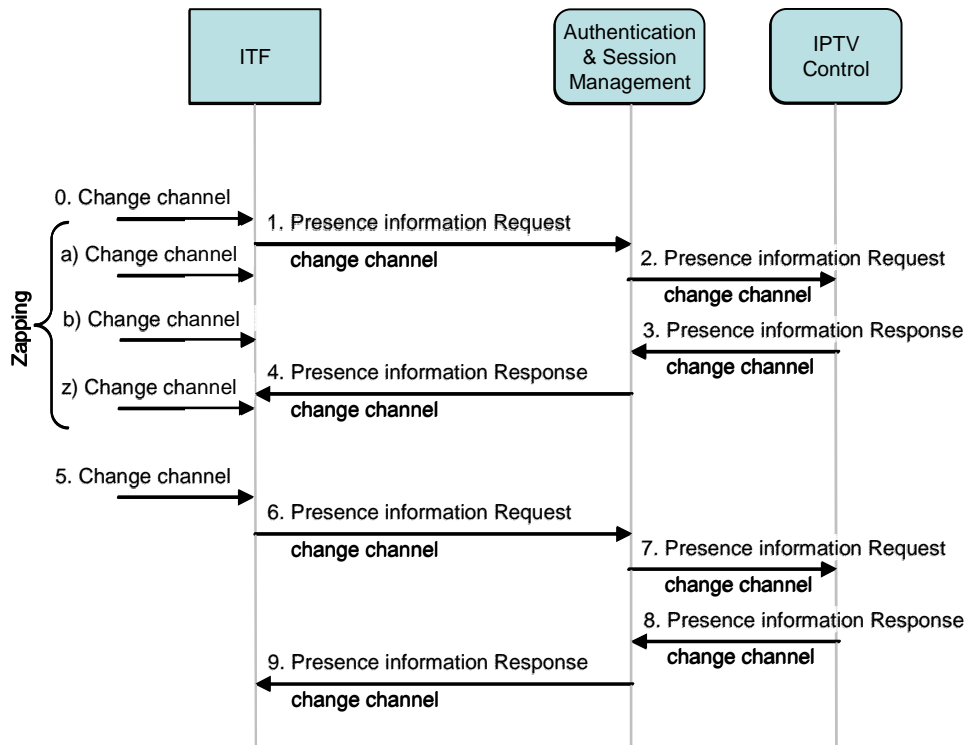 ITF
Authentication
& Session
Management
IPTV
Control
0. Change channel
1. Presence information Request
change channel
a) Change channel
2. Presence information Request
change channel
Zapping
b) Change channel
3. Presence information Response
change channel
4. Presence information Response
change channel
z) Change channel
5. Change channel
6. Presence information Request
change channel
7. Presence information Request
change channel
8. Presence information Response
change channel
9. Presence information Response
change channel